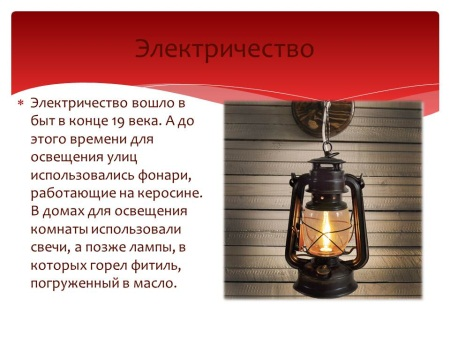 Электричество
Электричество вошло в
быт в конце 19 века. А до
этого времени для
освещения улиц
использовались фонари,
работающие на керосине.
В домах для освещения
комнаты использовали
свечи, а позже лампы, в
которых горел фитиль,
погруженный в масло.